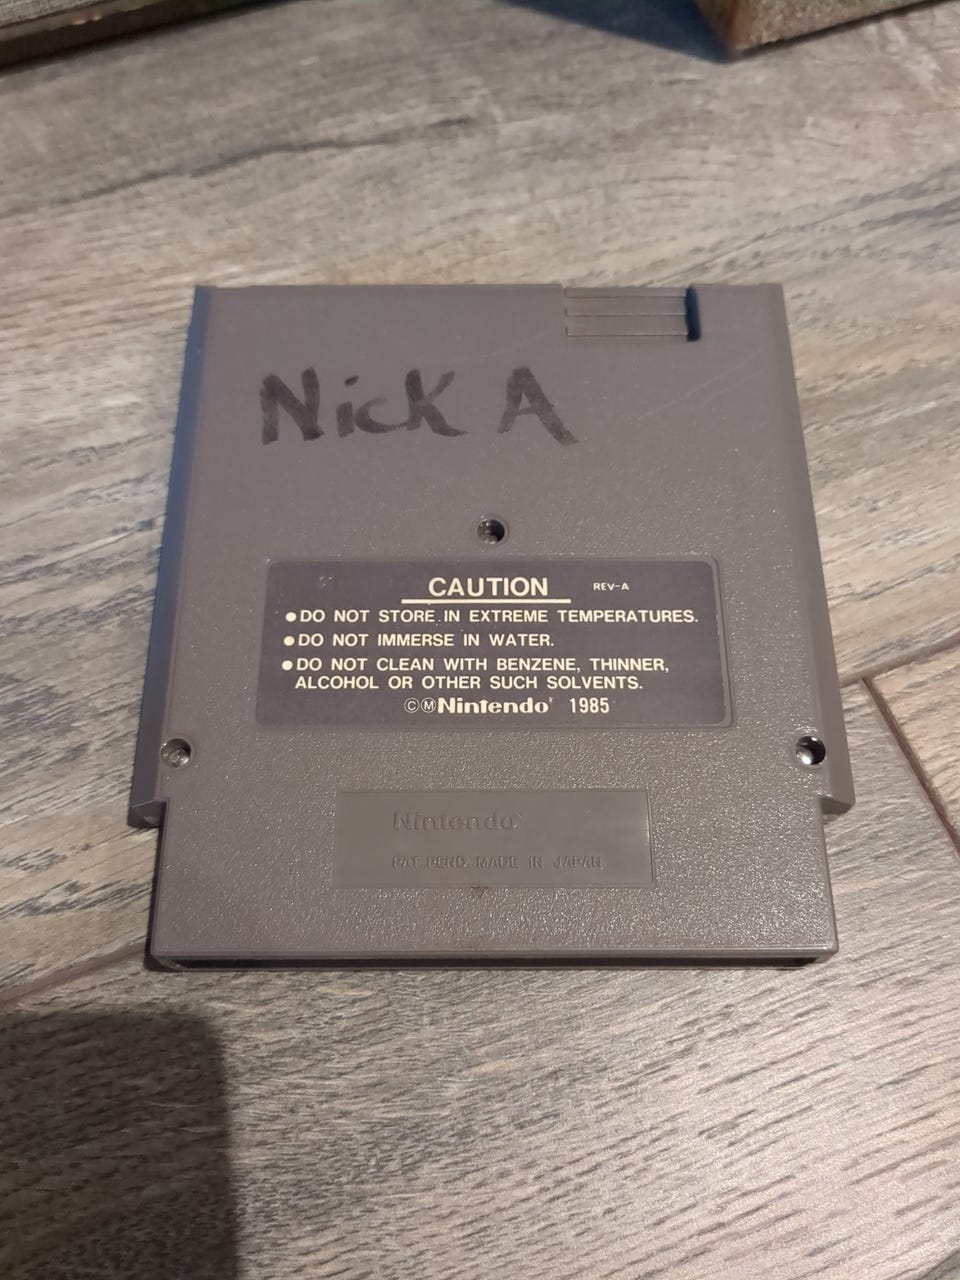 Nick A
CAUTION REV-A
●DO NOT STORE IN EXTREME TEMPERATURES.
●DO NOT IMMERSE IN WATER.
●DO NOT CLEAN WITH BENZENE, THINNER,
ALCOHOL OR OTHER SUCH SOLVENTS.
©ⓂNintendo® 1985
Nintendo®
PAT. PEND. MADE IN JAPAN